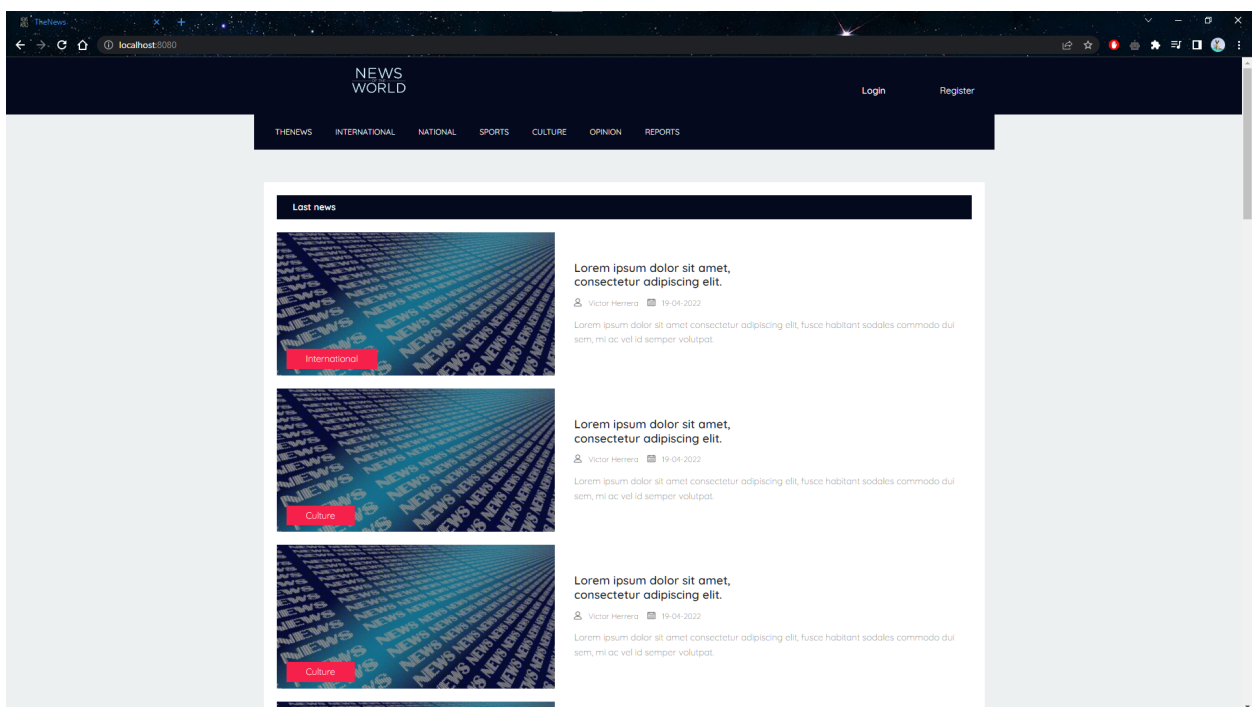 TheNews
localhost:8080
NEWS
OF THE
WORLD
Login Register
THENEWS INTERNATIONAL NATIONAL SPORTS CULTURE OPINION REPORTS
Last news
International
Lorem ipsum dolor sit amet,
consectetur adipiscing elit.
Victor Herrera 19-04-2022
Lorem ipsum dolor sit amet consectetur adipiscing elit, fusce habitant sodales commodo dui
sem, mi ac vel id semper volutpat.
Culture
Lorem ipsum dolor sit amet,
consectetur adipiscing elit.
Victor Herrera 19-04-2022
Lorem ipsum dolor sit amet consectetur adipiscing elit, fusce habitant sodales commodo dui
sem, mi ac vel id semper volutpat.
Culture
Lorem ipsum dolor sit amet,
consectetur adipiscing elit.
Victor Herrera 19-04-2022
Lorem ipsum dolor sit amet consectetur adipiscing elit, fusce habitant sodales commodo dui
sem, mi ac vel id semper volutpat.